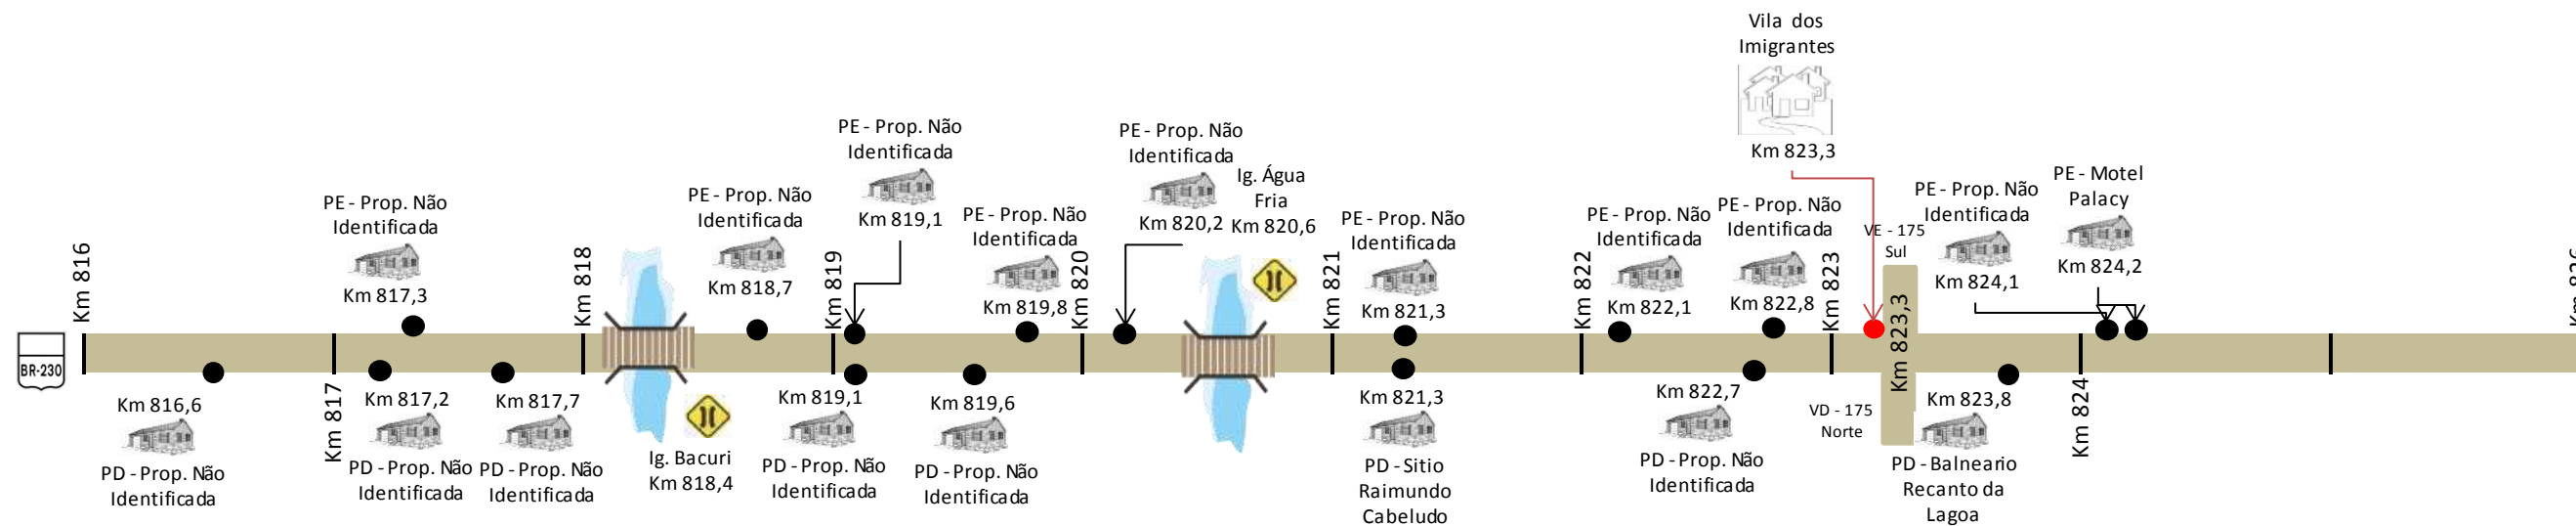 Vila dos
Imigrantes
Km 823,3
PE - Prop. Não
Identificada
Km 817,3
PE - Prop. Não
Identificada
Km 818,7
PE - Prop. Não
Identificada
Km 819,1
PE - Prop. Não
Identificada
Km 819,8
PE - Prop. Não
Identificada
Km 820,2
Ig. Água
Fria
Km 820,6
PE - Prop. Não
Identificada
Km 821,3
PE - Prop. Não
Identificada
Km 822,1
PE - Prop. Não
Identificada
Km 822,8
VE - 175
Sul
PE - Prop. Não
Identificada
Km 824,1
PE - Motel
Palacy
Km 824,2
BR-230
Km 816
Km 817
Km 818
Km 819
Km 820
Km 821
Km 822
Km 823
Km 823,3
Km 824
Km 816,6
PD - Prop. Não
Identificada
Km 817,2
PD - Prop. Não
Identificada
Km 817,7
PD - Prop. Não
Identificada
Ig. Bacuri
Km 818,4
Km 819,1
PD - Prop. Não
Identificada
Km 819,6
PD - Prop. Não
Identificada
Km 821,3
PD - Sitio
Raimundo
Cabeludo
Km 822,7
PD - Prop. Não
Identificada
VD - 175
Norte
Km 823,8
PD - Balneario
Recanto da
Lagoa